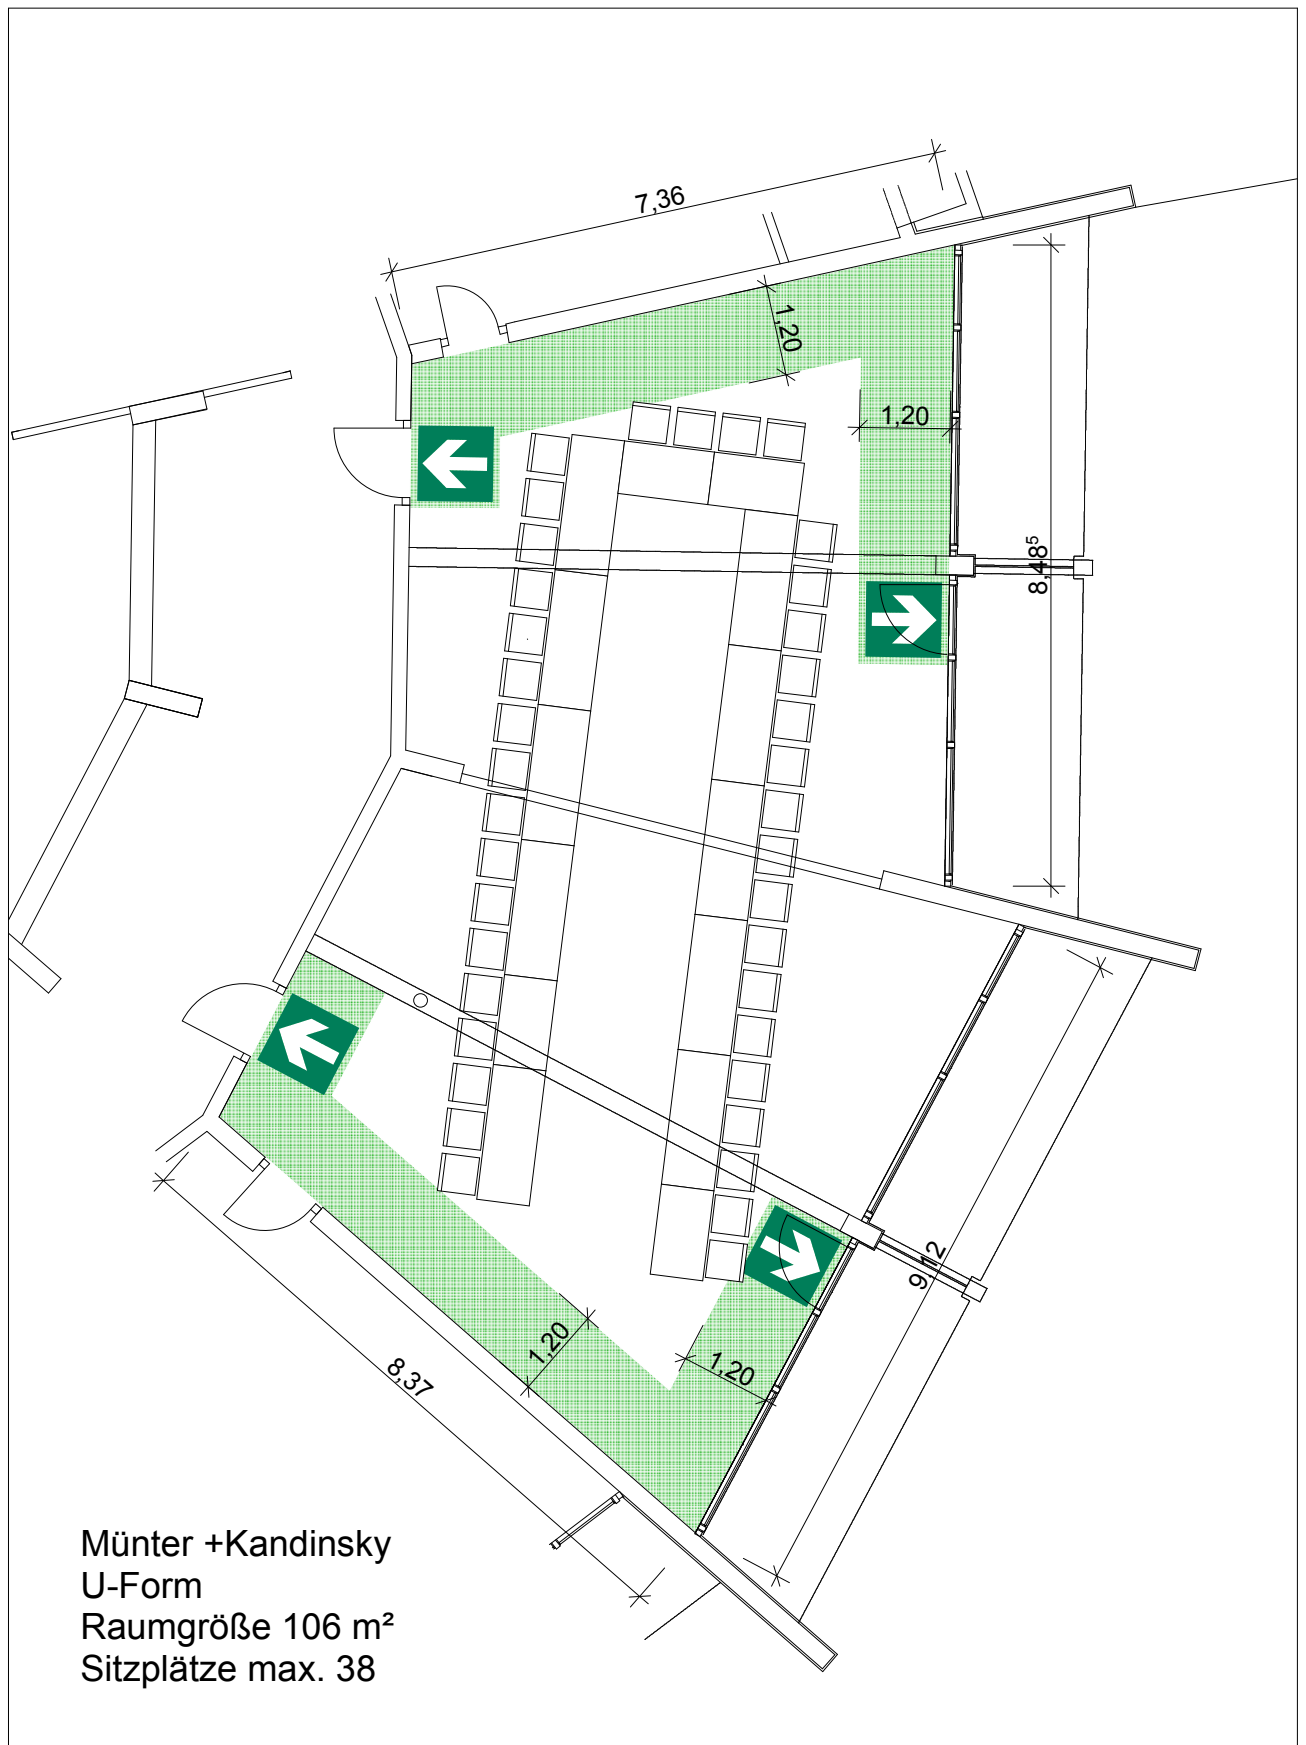 7,36
1,20
1,20
8,48⁵
9,12
1,20
1,20
8,37
Münter +Kandinsky
U-Form
Raumgröße 106 m²
Sitzplätze max. 38